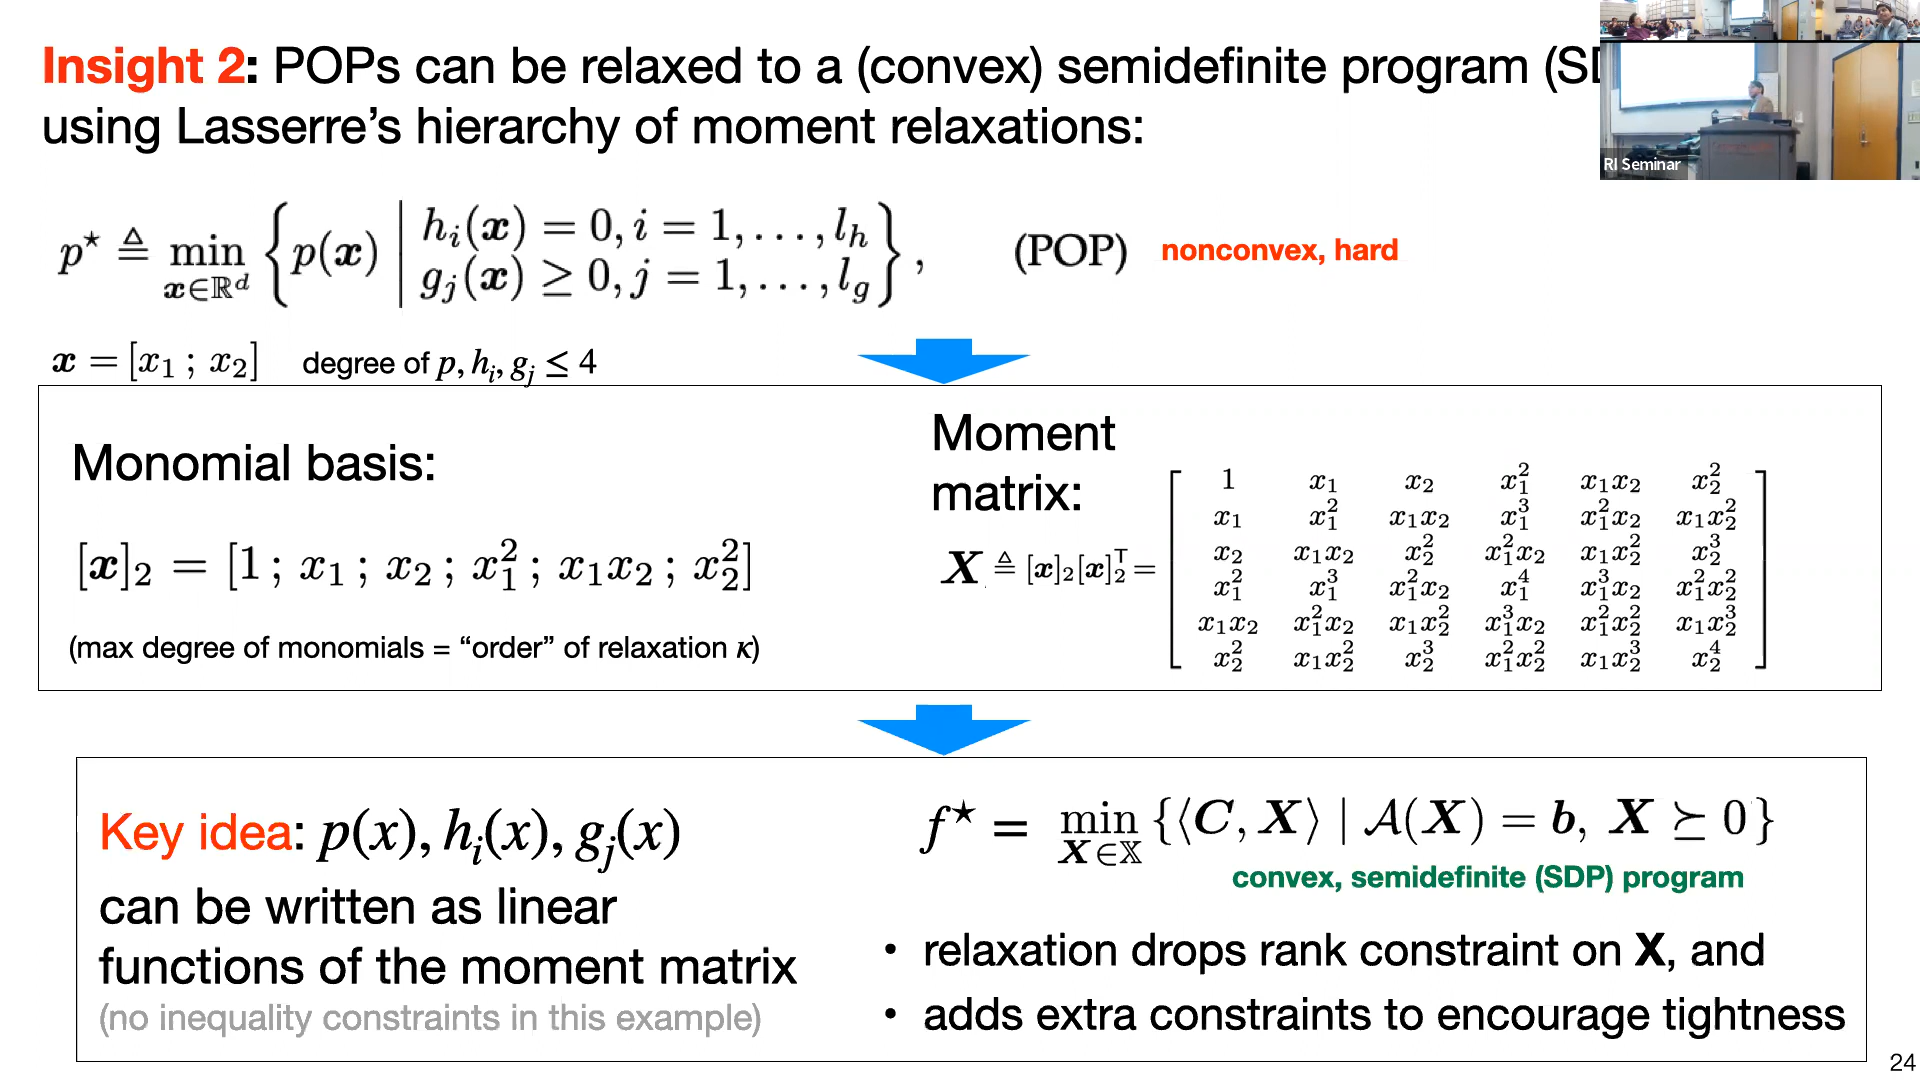 Insight 2: POPs can be relaxed to a (convex) semidefinite program
using Lasserre's hierarchy of moment relaxations:
RI Seminar
p^⋆ ≜ min_{x∈ℝ^d} { p(x) | h_i(x) = 0, i = 1, . . . , l_h
g_j(x) ≥ 0, j = 1, . . . , l_g } , (POP) nonconvex, hard
x = [x_1 ; x_2] degree of p, h_i, g_j ≤ 4
Monomial basis:
[x]_2 = [1 ; x_1 ; x_2 ; x_1^2 ; x_1x_2 ; x_2^2]
(max degree of monomials = “order” of relaxation κ)
Moment
matrix:
X ≜ [x]_2[x]_2^T =
1 x_1 x_2 x_1^2 x_1x_2 x_2^2
x_1 x_1^2 x_1x_2 x_1^3 x_1^2x_2 x_1x_2^2
x_2 x_1x_2 x_2^2 x_1^2x_2 x_1x_2^2 x_2^3
x_1^2 x_1^3 x_1^2x_2 x_1^4 x_1^3x_2 x_1^2x_2^2
x_1x_2 x_1^2x_2 x_1x_2^2 x_1^3x_2 x_1^2x_2^2 x_1x_2^3
x_2^2 x_1x_2^2 x_2^3 x_1^2x_2^2 x_1x_2^3 x_2^4
Key idea: p(x), h_i(x), g_j(x)
can be written as linear
functions of the moment matrix
(no inequality constraints in this example)
f^⋆ = min_{X∈𝕏} {⟨C, X⟩ | 𝒜(X) = b, X ⪰ 0}
convex, semidefinite (SDP) program
• relaxation drops rank constraint on X, and
• adds extra constraints to encourage tightness
24